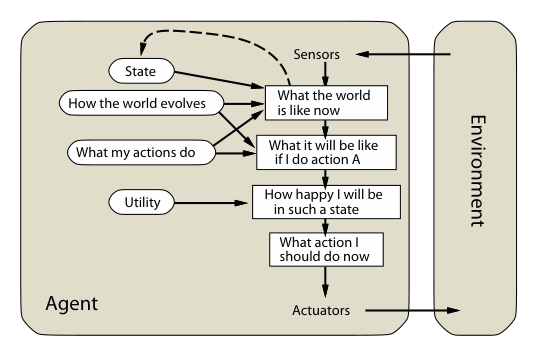 Sensors
State
What the world
is like now
How the world evolves
What it will be like
if I do action A
What my actions do
How happy I will be
in such a state
Utility
What action I
should do now
Agent
Actuators
Environment